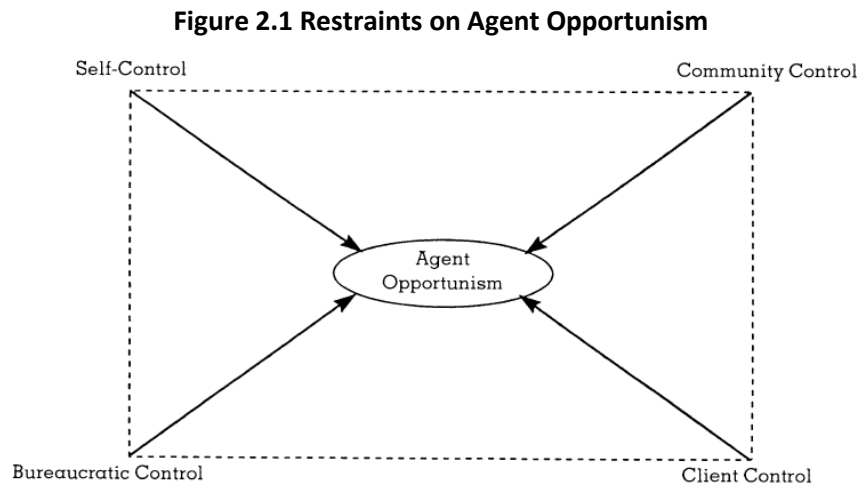 Figure 2.1 Restraints on Agent Opportunism
Self-Control
Community Control
Agent
Opportunism
Bureaucratic Control
Client Control